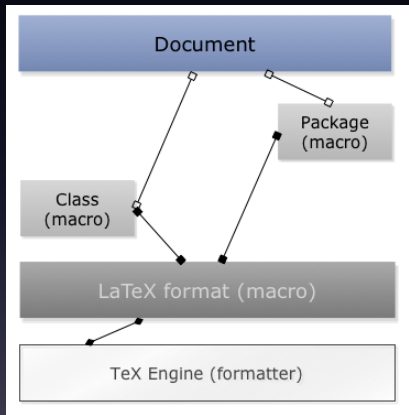 Document
Package
(macro)
Class
(macro)
LaTeX format (macro)
TeX Engine (formatter)